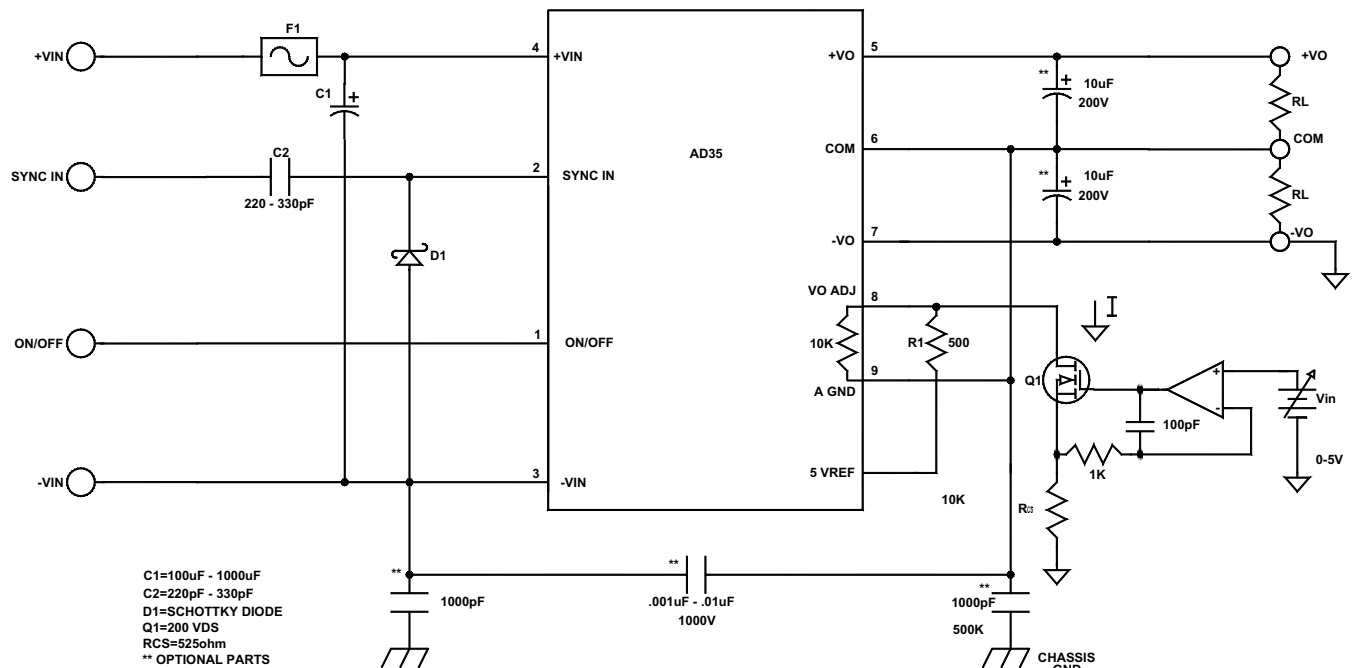 F1
+VIN
4
+VIN
+VO
5
+VO
**
10uF
200V
RL
C1
+
+
AD35
6
COM
COM
SYNC IN
C2
220 - 330pF
2
SYNC IN
**
+
10uF
200V
RL
-VO
7
-VO
D1
VO ADJ
8
I
ON/OFF
1
ON/OFF
10K
R1
500
9
A GND
Q1
+
-
Vin
100pF
0-5V
1K
-VIN
3
-VIN
5 VREF
10K
RCS
**
1000pF
**
.001uF - .01uF
1000V
**
1000pF
500K
CHASSIS
GND
C1=100uF - 1000uF
C2=220pF - 330pF
D1=SCHOTTKY DIODE
Q1=200 VDS
RCS=525ohm
** OPTIONAL PARTS